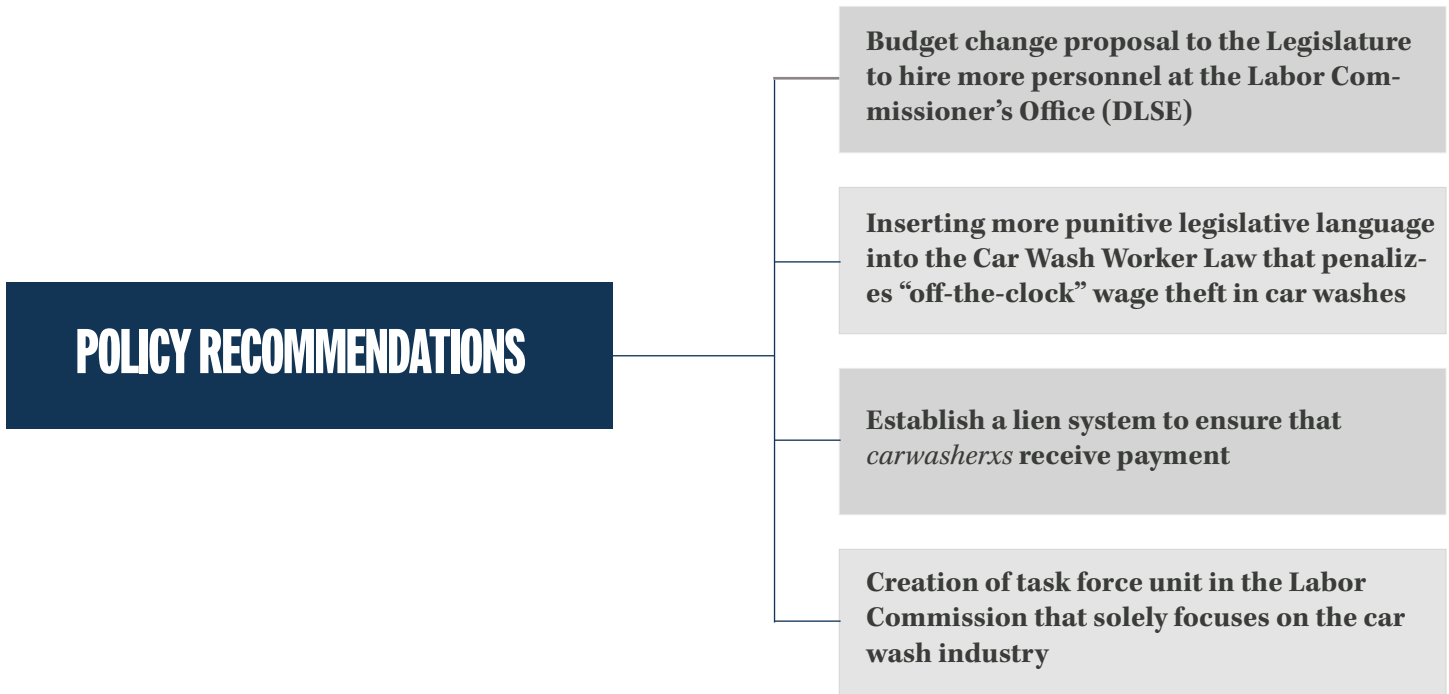 POLICY RECOMMENDATIONS
Budget change proposal to the Legislature
to hire more personnel at the Labor Com-
missioner’s Office (DLSE)
Inserting more punitive legislative language
into the Car Wash Worker Law that penaliz-
es “off-the-clock” wage theft in car washes
Establish a lien system to ensure that
carwasherxs receive payment
Creation of task force unit in the Labor
Commission that solely focuses on the car
wash industry